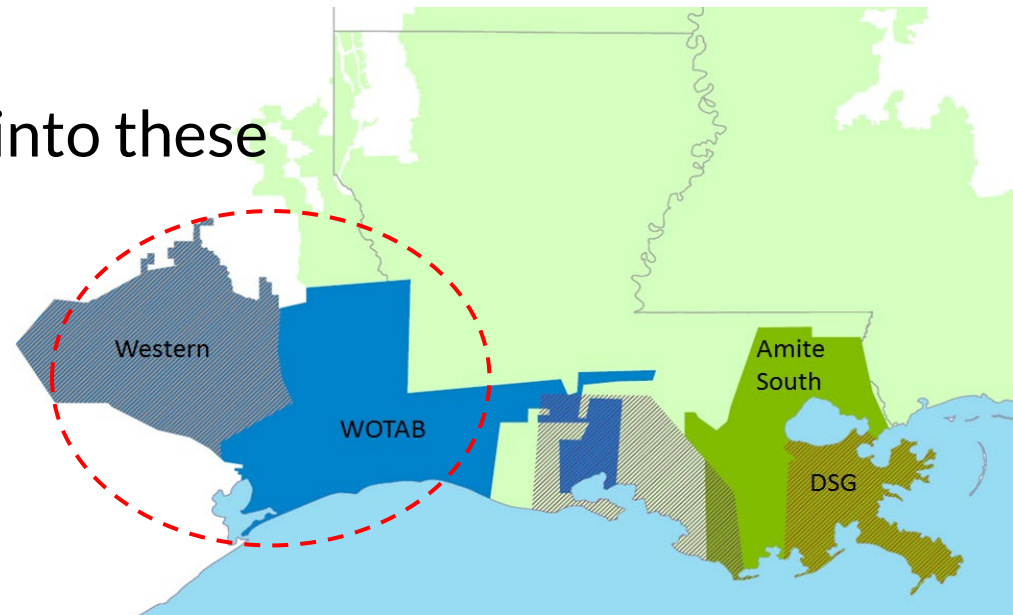 into these
Western
WOTAB
Amite
South
DSG